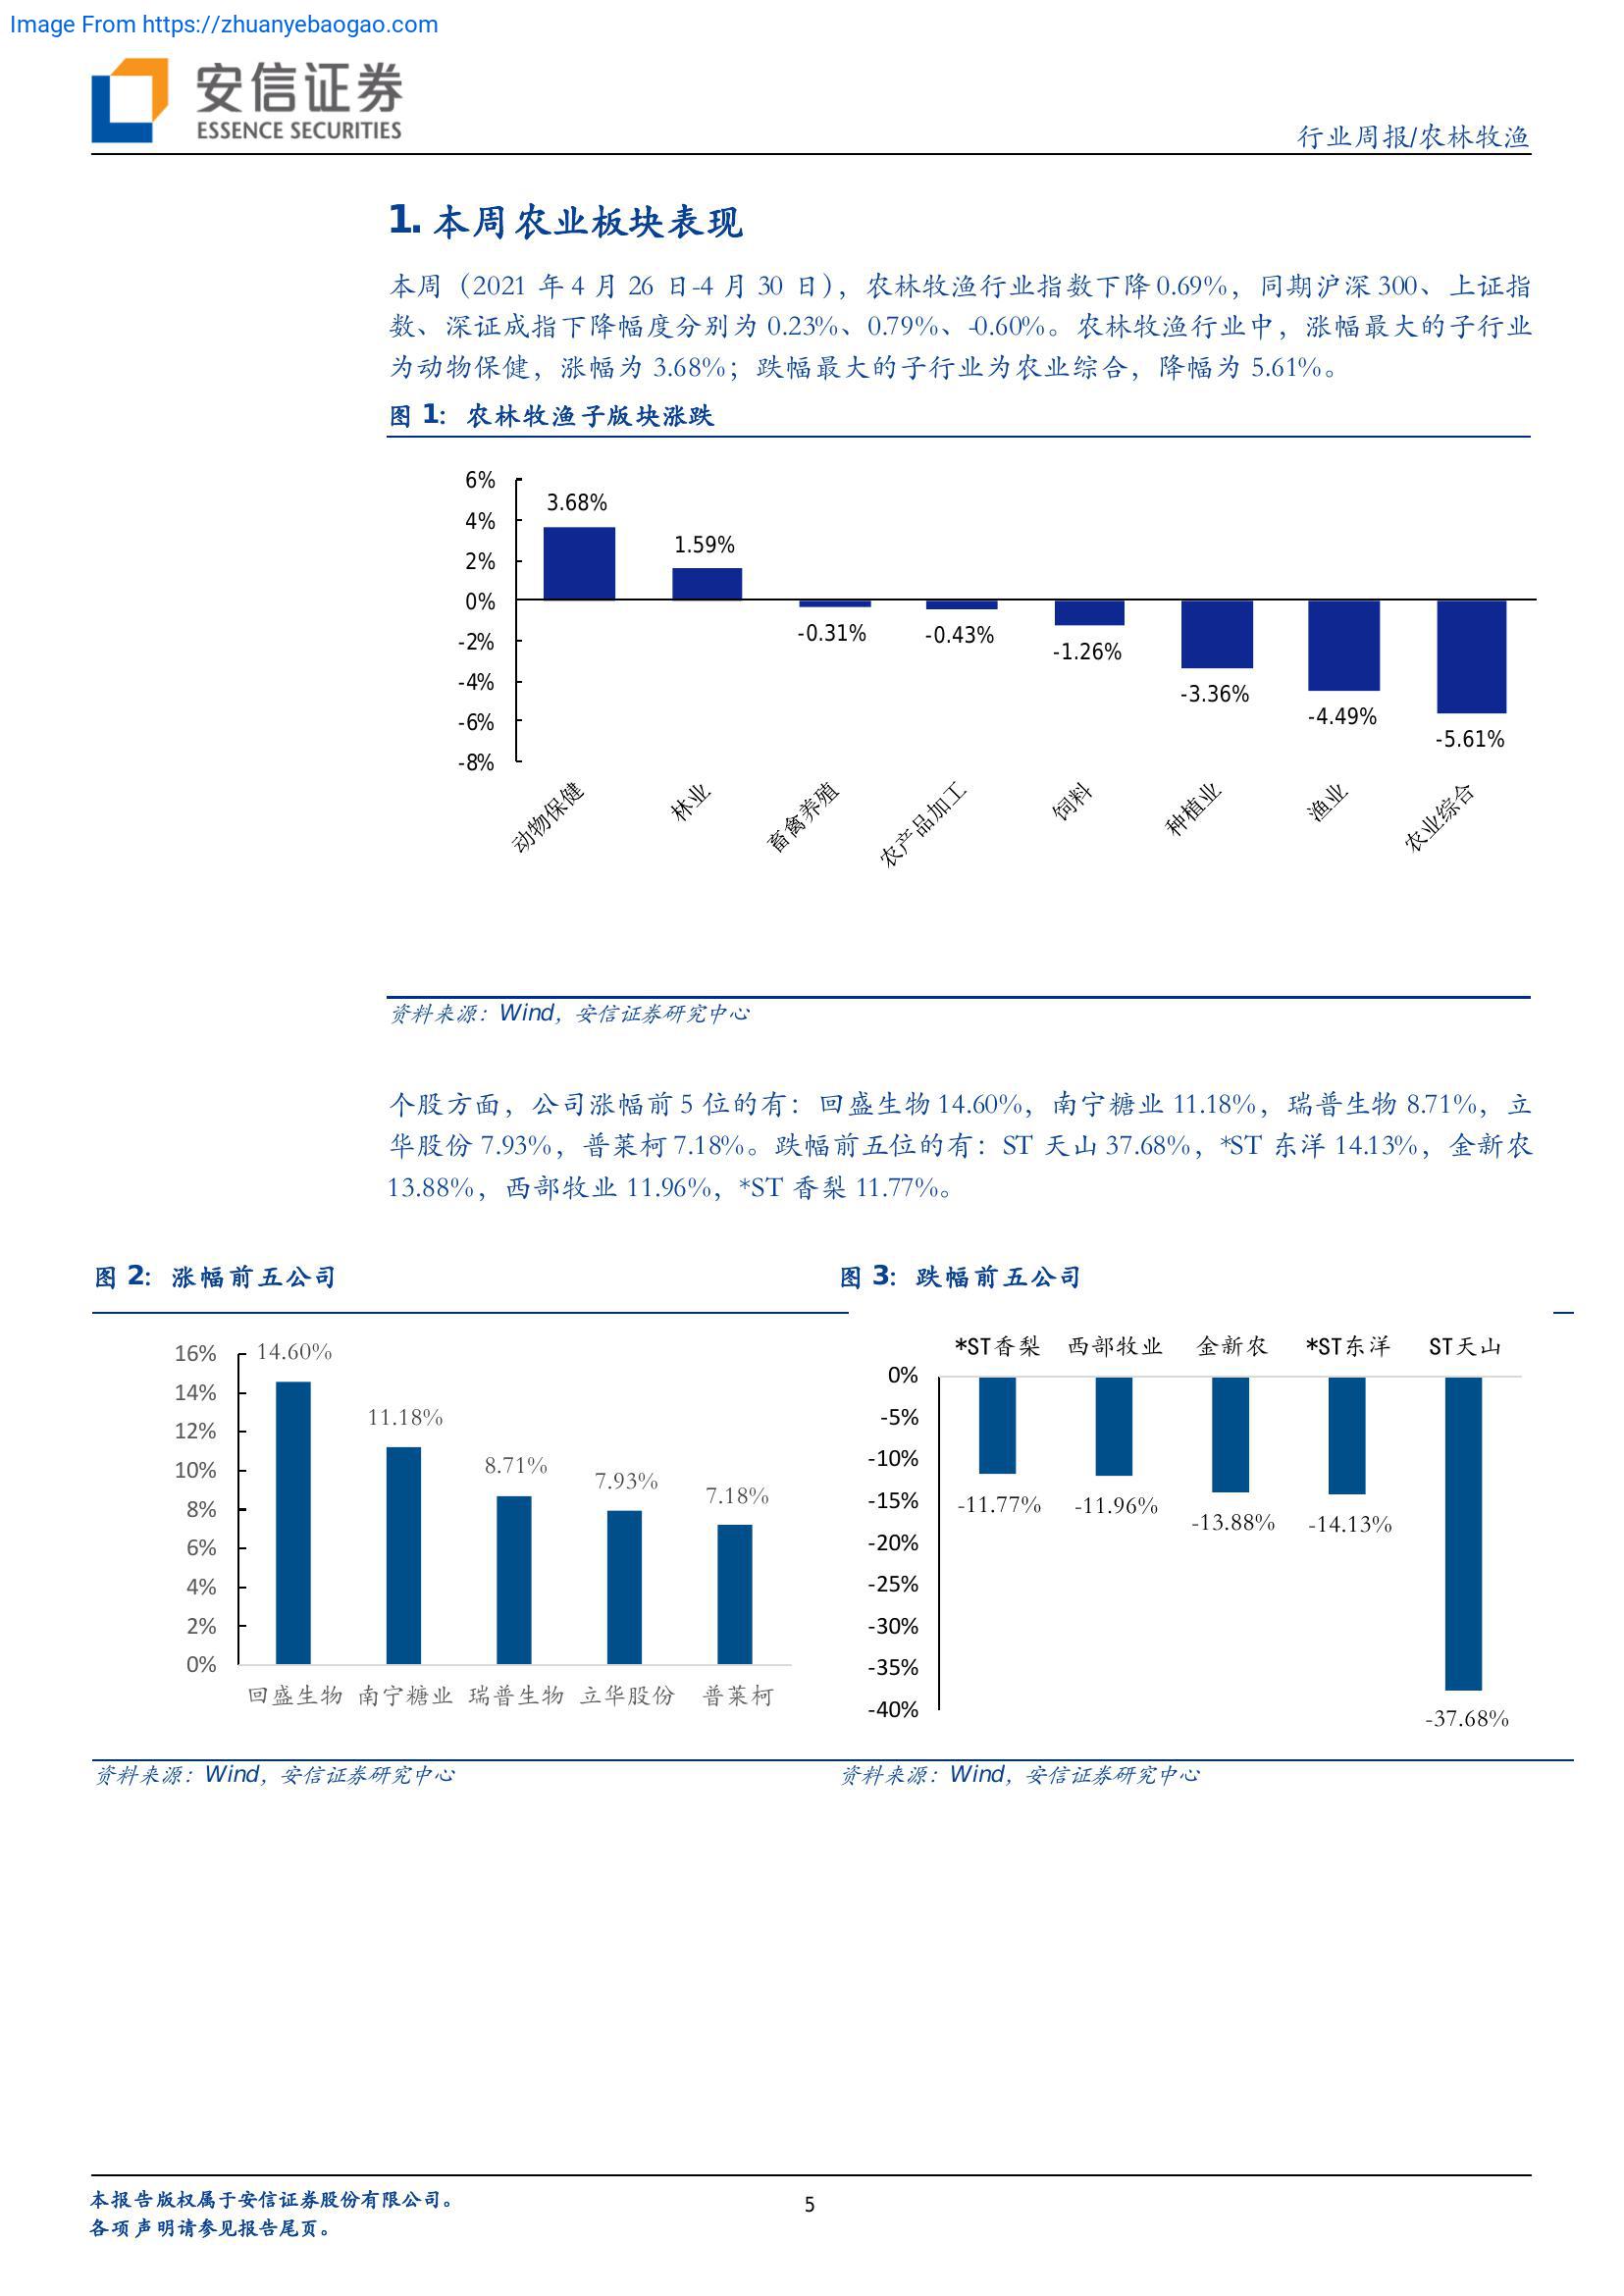 Image From https://zhuanyebaogao.com
安信证券
ESSENCE SECURITIES
行业周报/农林牧渔
1. 本周农业板块表现
本周（2021 年 4 月 26 日-4 月 30 日），农林牧渔行业指数下降 0.69%，同期沪深 300、上证指
数、深证成指下降幅度分别为 0.23%、0.79%、-0.60%。农林牧渔行业中，涨幅最大的子行业
为动物保健，涨幅为 3.68%；跌幅最大的子行业为农业综合，降幅为 5.61%。
图 1：农林牧渔子版块涨跌
6%
4%
2%
0%
-2%
-4%
-6%
-8%
3.68%
1.59%
-0.31%
-0.43%
-1.26%
-3.36%
-4.49%
-5.61%
动物保健
林业
畜禽养殖
农产品加工
饲料
种植业
渔业
农业综合
资料来源：Wind，安信证券研究中心
个股方面，公司涨幅前 5 位的有：回盛生物 14.60%，南宁糖业 11.18%，瑞普生物 8.71%，立
华股份 7.93%，普莱柯 7.18%。跌幅前五位的有：ST 天山 37.68%，*ST 东洋 14.13%，金新农
13.88%，西部牧业 11.96%，*ST 香梨 11.77%。
图 2：涨幅前五公司
16%
14%
12%
10%
8%
6%
4%
2%
0%
14.60%
11.18%
8.71%
7.93%
7.18%
回盛生物 南宁糖业 瑞普生物 立华股份 普莱柯
资料来源：Wind，安信证券研究中心
图 3：跌幅前五公司
*ST香梨 西部牧业 金新农 *ST东洋 ST天山
0%
-5%
-10%
-15%
-20%
-25%
-30%
-35%
-40%
-11.77%
-11.96%
-13.88%
-14.13%
-37.68%
资料来源：Wind，安信证券研究中心
本报告版权属于安信证券股份有限公司。
各项声明请参见报告尾页。
5